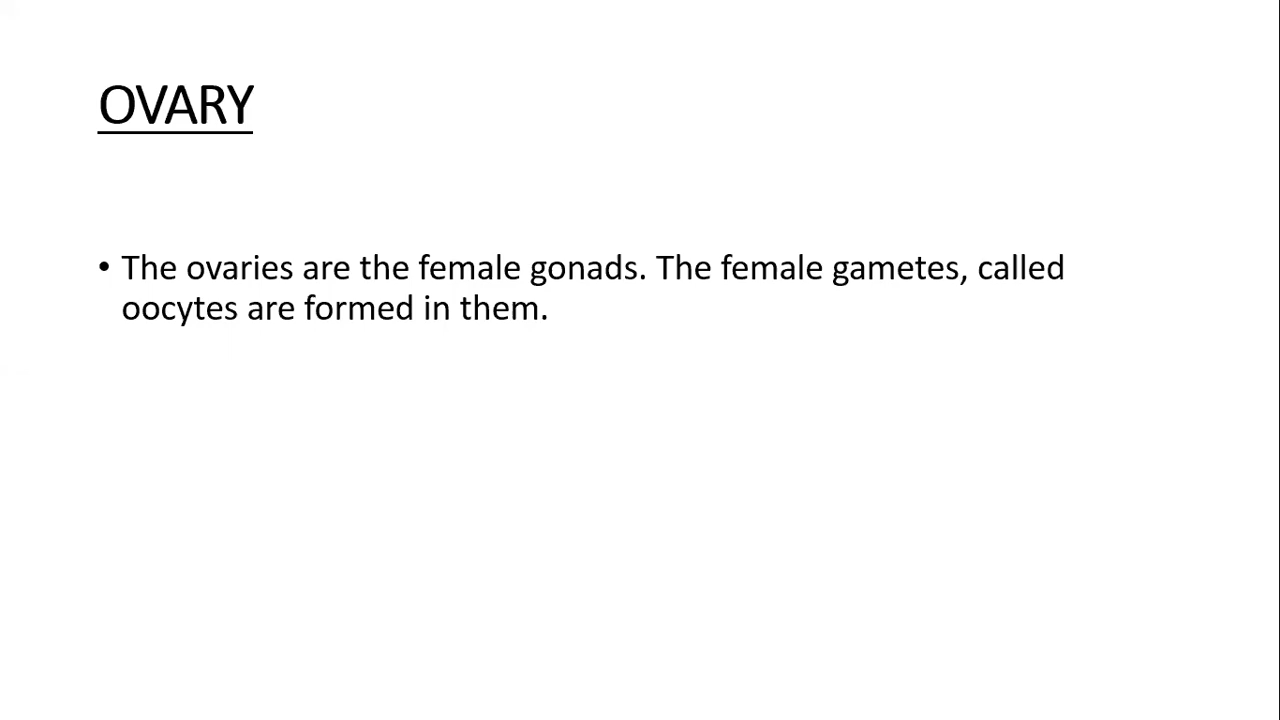 OVARY
• The ovaries are the female gonads. The female gametes, called
oocytes are formed in them.